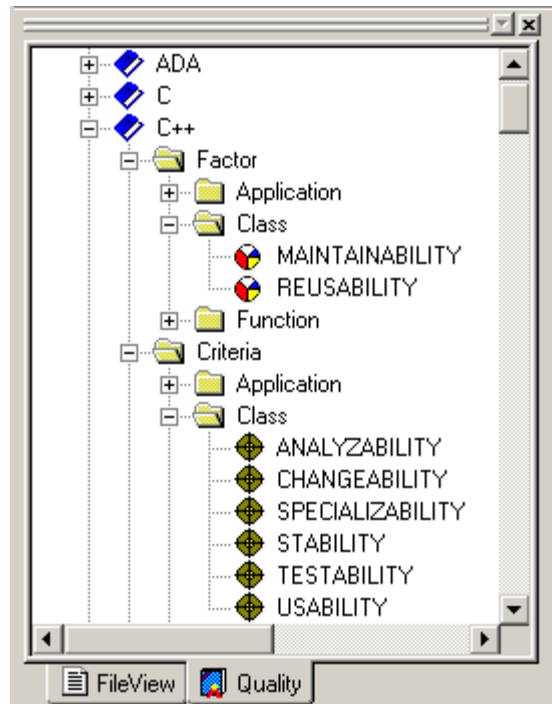 ADA
C
C++
Factor
Application
Class
MAINTAINABILITY
REUSABILITY
Function
Criteria
Application
Class
ANALYZABILITY
CHANGEABILITY
SPECIALIZABILITY
STABILITY
TESTABILITY
USABILITY
FileView Quality